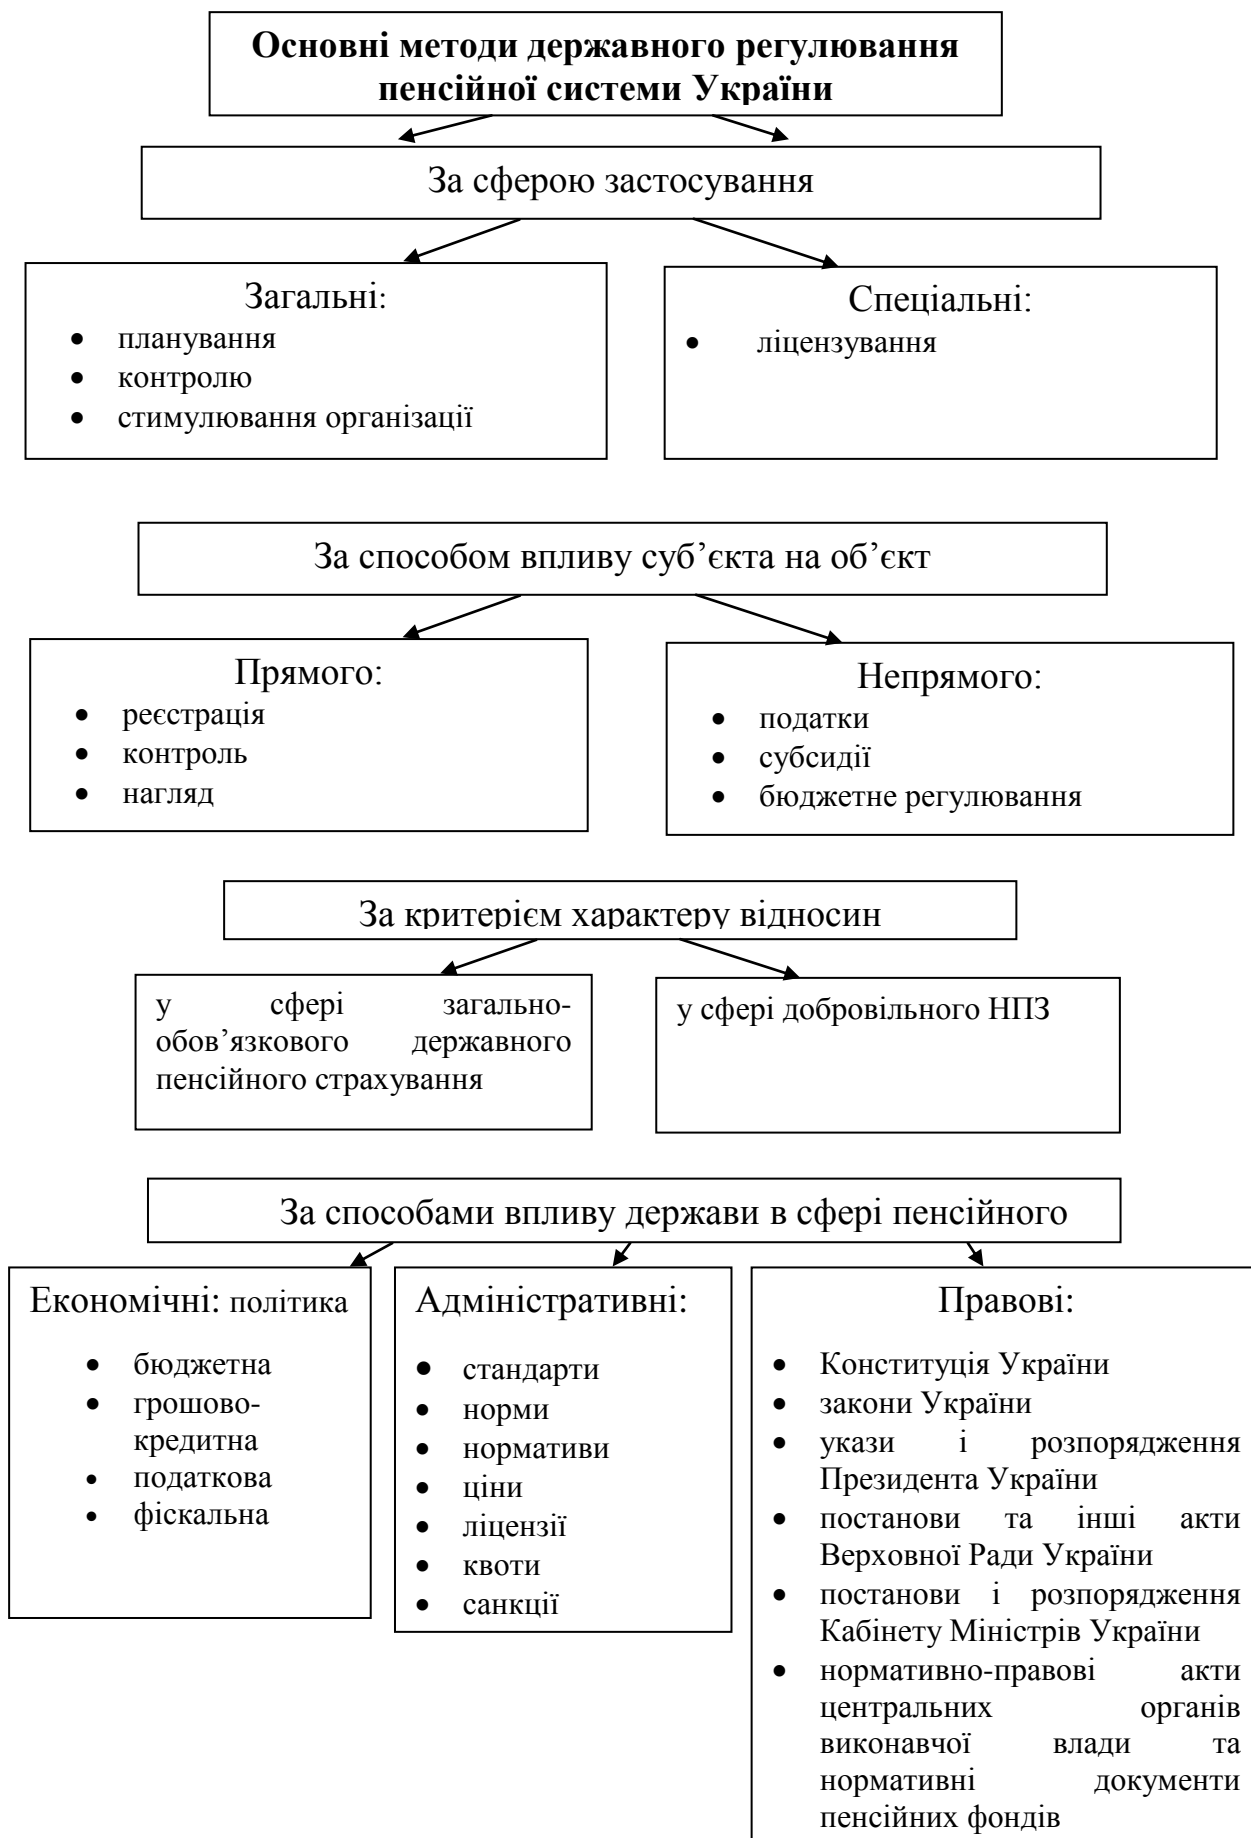 Основні методи державного регулювання
пенсійної системи України
За сферою застосування
Загальні:
• планування
• контролю
• стимулювання організації
Спеціальні:
• ліцензування
За способом впливу суб’єкта на об’єкт
Прямого:
• реєстрація
• контроль
• нагляд
Непрямого:
• податки
• субсидії
• бюджетне регулювання
За критерієм характеру відносин
у сфері загально-
обов’язкового державного
пенсійного страхування
у сфері добровільного НПЗ
За способами впливу держави в сфері пенсійного
Економічні: політика
• бюджетна
• грошово-
кредитна
• податкова
• фіскальна
Адміністративні:
• стандарти
• норми
• нормативи
• ціни
• ліцензії
• квоти
• санкції
Правові:
• Конституція України
• закони України
• укази і розпорядження
Президента України
• постанови та інші акти
Верховної Ради України
• постанови і розпорядження
Кабінету Міністрів України
• нормативно-правові акти
центральних органів
виконавчої влади та
нормативні документи
пенсійних фондів